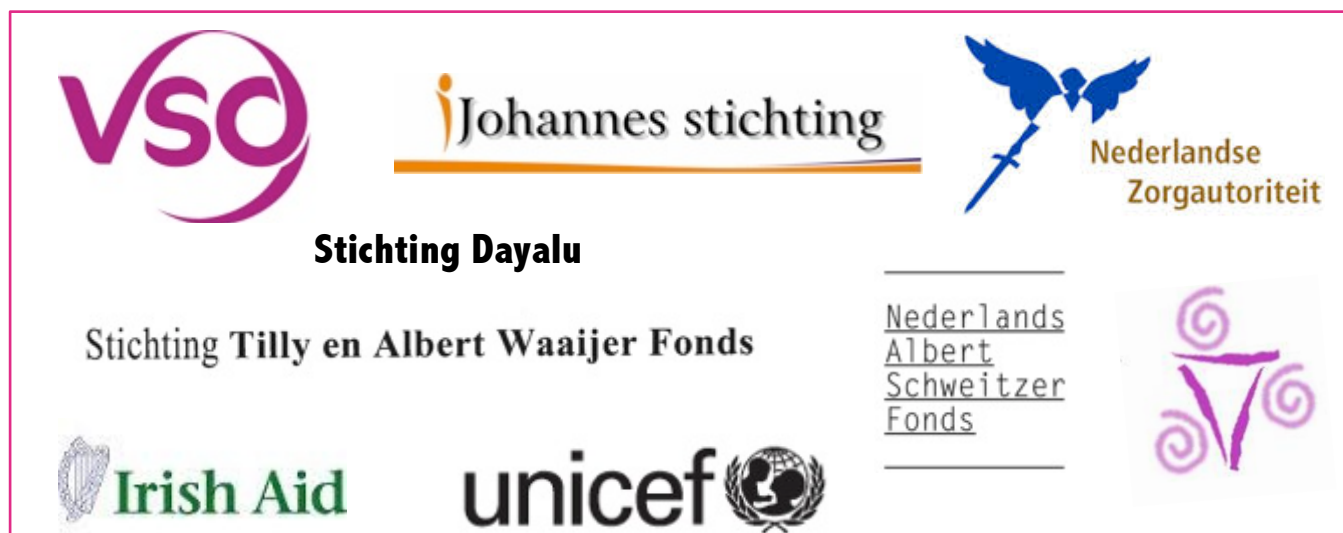 vso
Johannes stichting
Nederlandse
Zorgautoriteit
Stichting Dayalu
Stichting Tilly en Albert Waaijer Fonds
Nederlands
Albert
Schweitzer
Fonds
Irish Aid
unicef